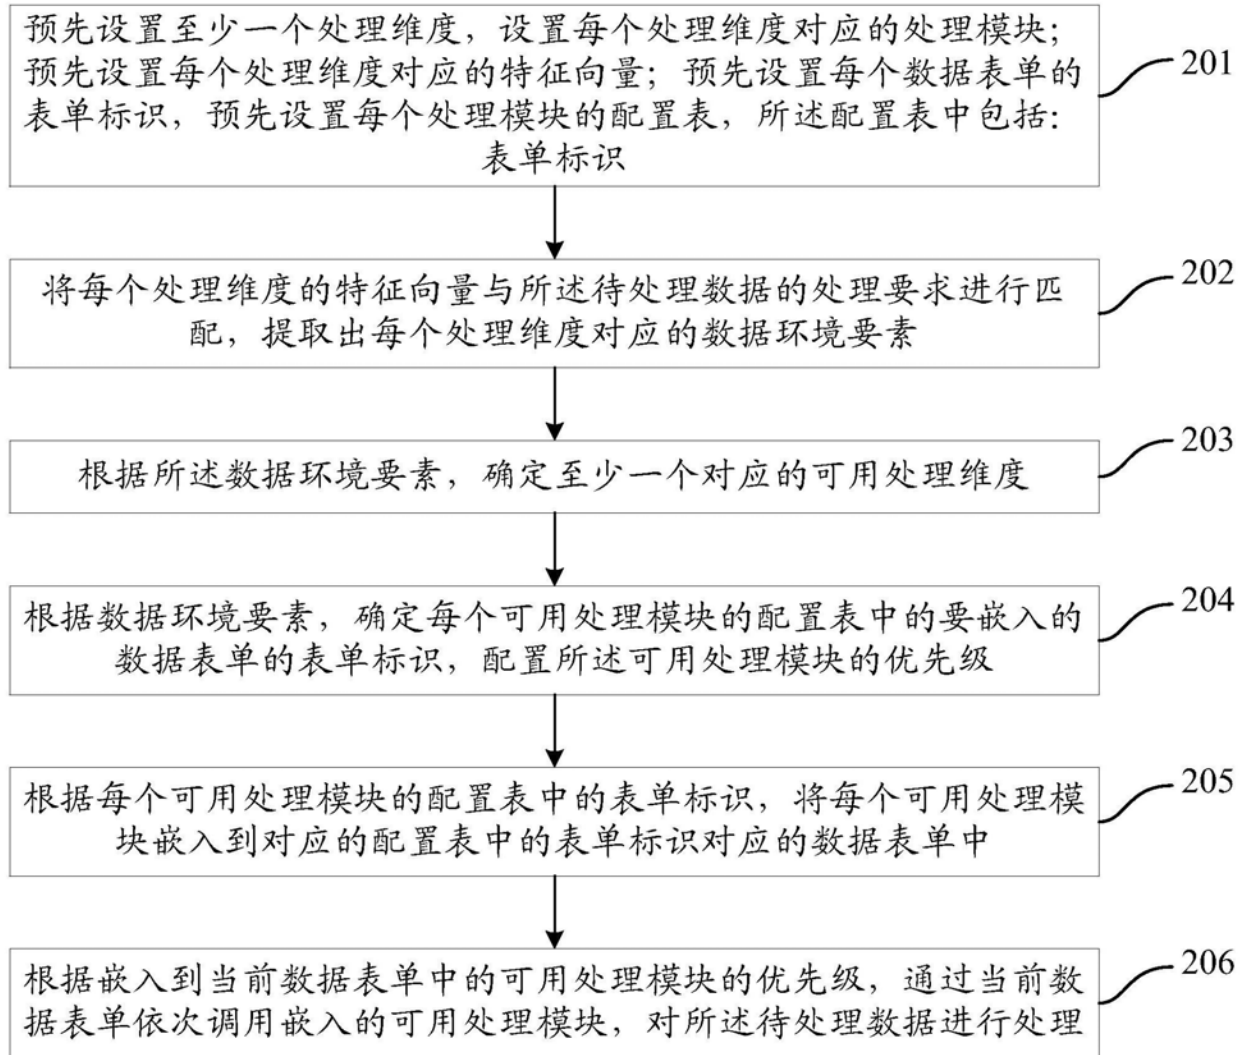 预先设置至少一个处理维度，设置每个处理维度对应的处理模块；
预先设置每个处理维度对应的特征向量；预先设置每个数据表单的
表单标识，预先设置每个处理模块的配置表，所述配置表中包括：
表单标识
201
将每个处理维度的特征向量与所述待处理数据的处理要求进行匹
配，提取出每个处理维度对应的数据环境要素
202
根据所述数据环境要素，确定至少一个对应的可用处理维度
203
根据数据环境要素，确定每个可用处理模块的配置表中的要嵌入的
数据表单的表单标识，配置所述可用处理模块的优先级
204
根据每个可用处理模块的配置表中的表单标识，将每个可用处理模
块嵌入到对应的配置表中的表单标识对应的数据表单中
205
根据嵌入到当前数据表单中的可用处理模块的优先级，通过当前数
据表单依次调用嵌入的可用处理模块，对所述待处理数据进行处理
206